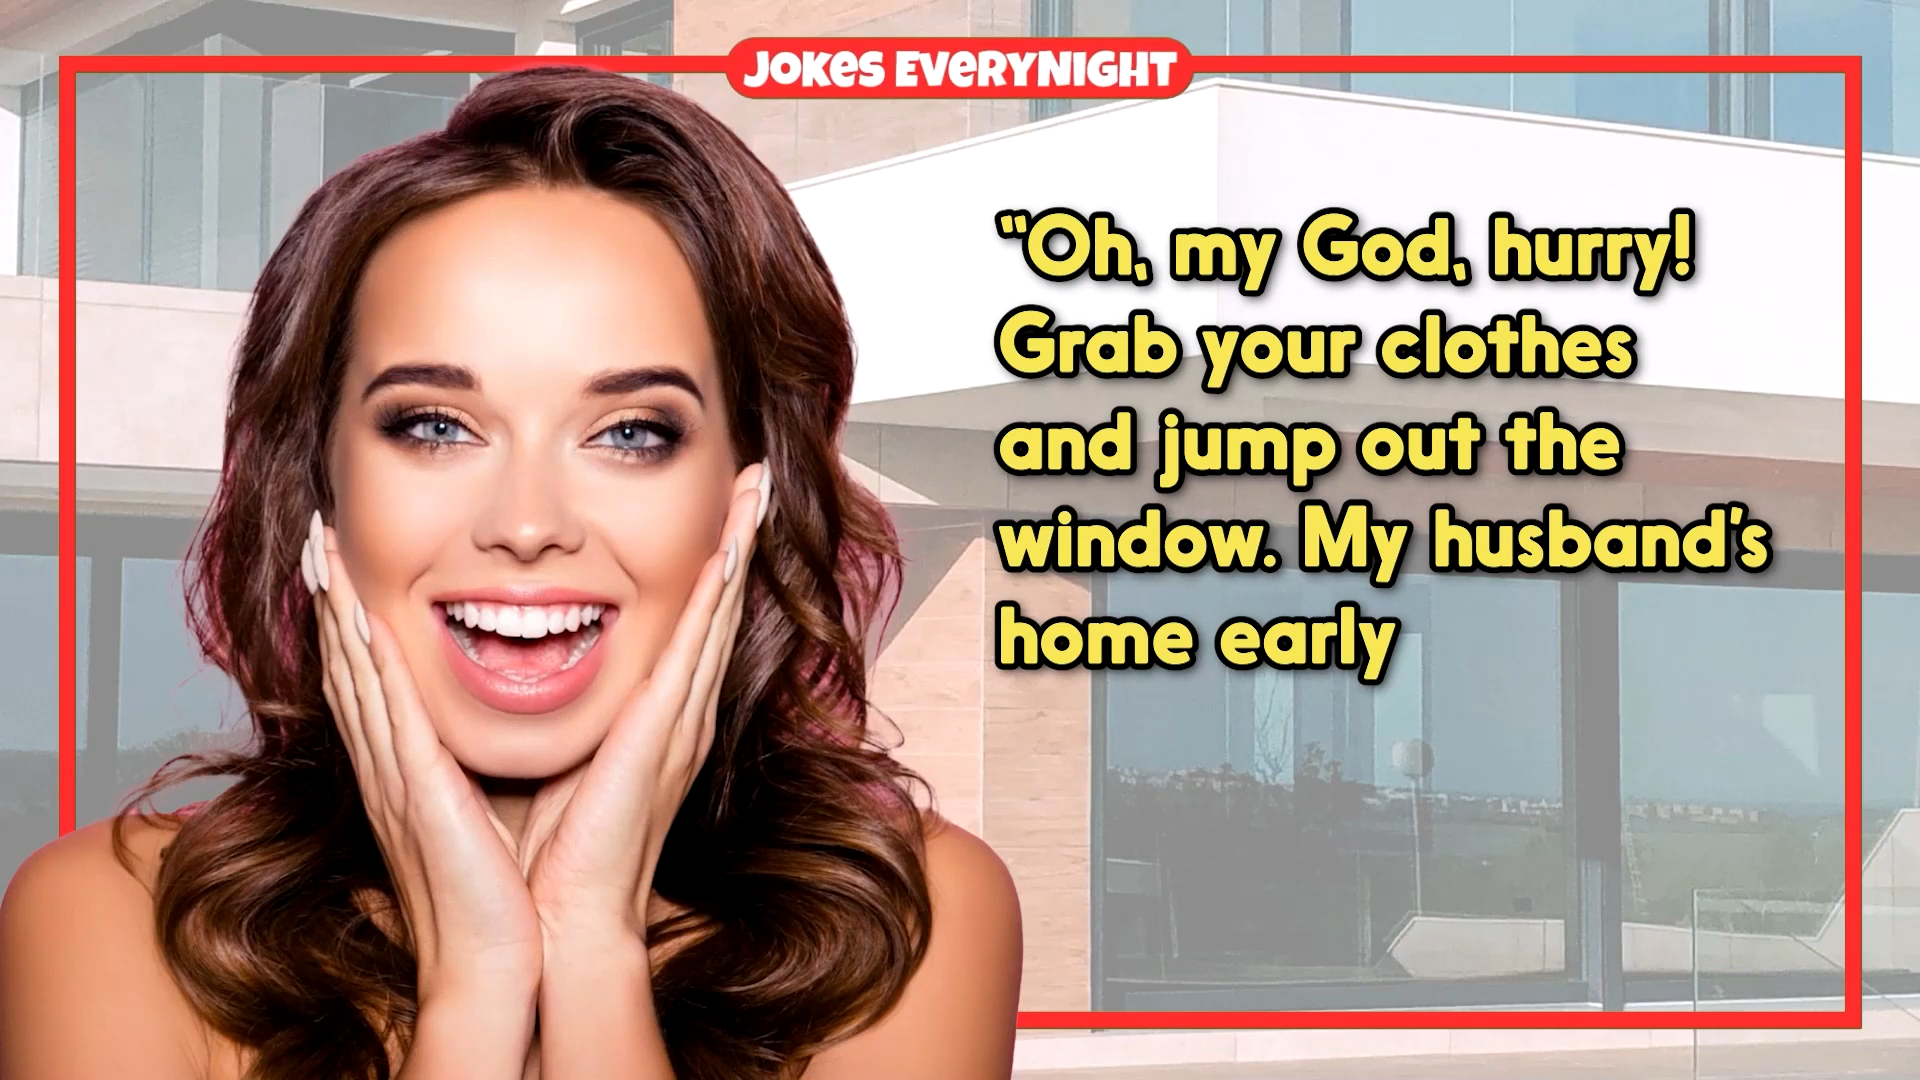 JOKES EVERYNIGHT
"Oh, my God, hurry!
Grab your clothes
and jump out the
window. My husband's
home early